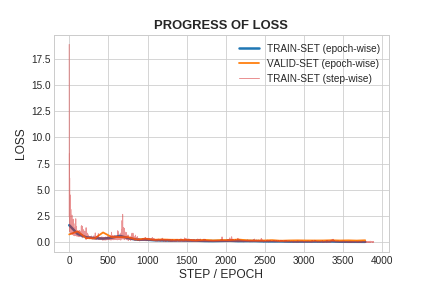 PROGRESS OF LOSS
TRAIN-SET (epoch-wise)
VALID-SET (epoch-wise)
TRAIN-SET (step-wise)
LOSS
17.5
15.0
12.5
10.0
7.5
5.0
2.5
0.0
0 500 1000 1500 2000 2500 3000 3500 4000
STEP / EPOCH